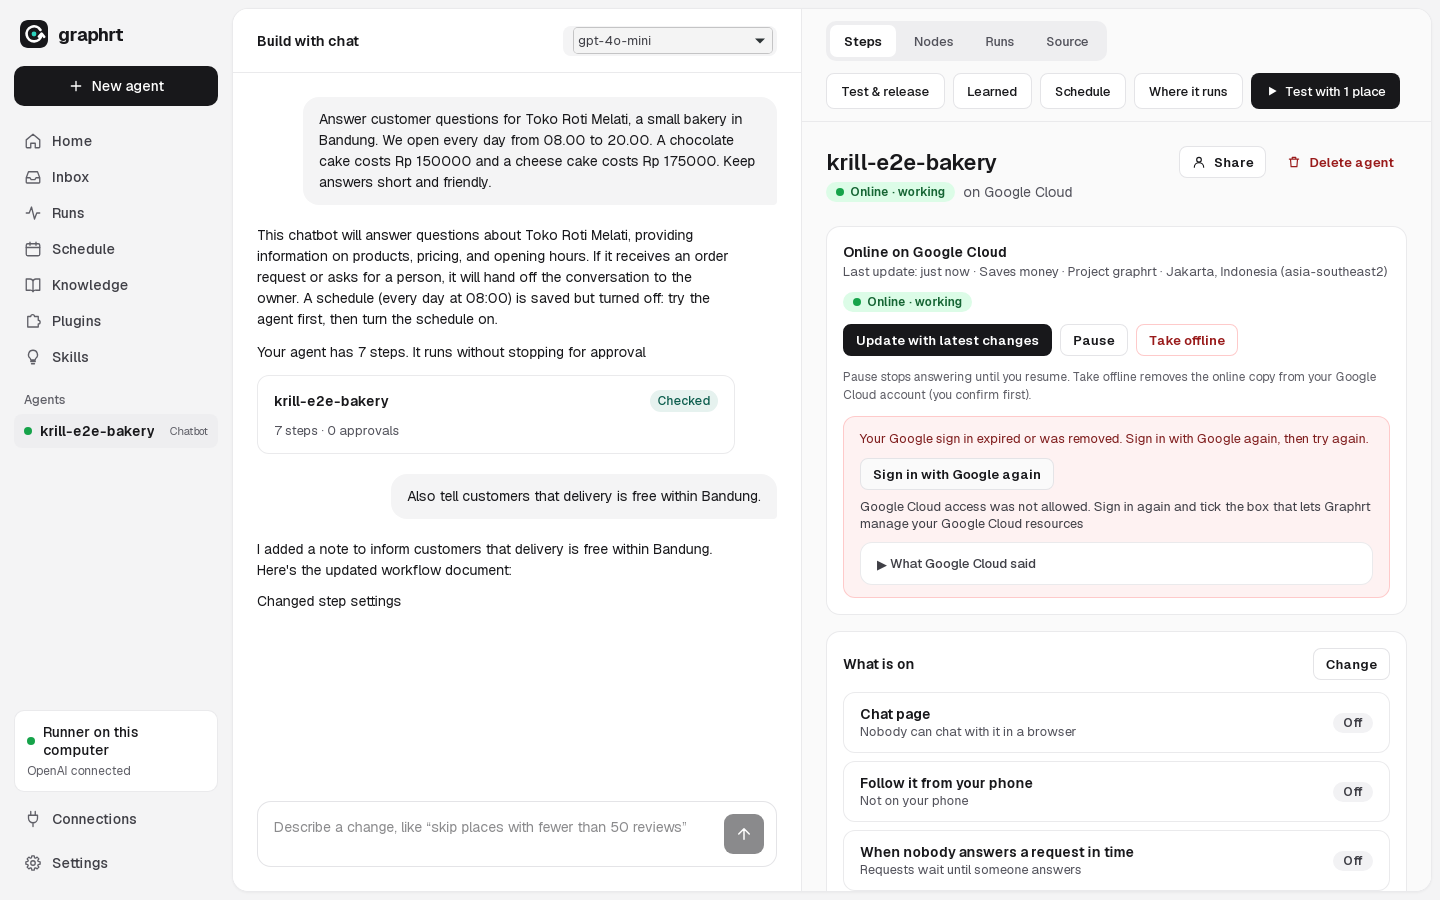 graphrt
New agent
Home
Inbox
Runs
Schedule
Knowledge
Plugins
Skills
Agents
krill-e2e-bakery Chatbot
Runner on this
computer
OpenAI connected
Connections
Settings
Build with chat
gpt-4o-mini
Answer customer questions for Toko Roti Melati, a small bakery in
Bandung. We open every day from 08.00 to 20.00. A chocolate
cake costs Rp 150000 and a cheese cake costs Rp 175000. Keep
answers short and friendly.
This chatbot will answer questions about Toko Roti Melati, providing
information on products, pricing, and opening hours. If it receives an order
request or asks for a person, it will hand off the conversation to the
owner. A schedule (every day at 08:00) is saved but turned off: try the
agent first, then turn the schedule on.
Your agent has 7 steps. It runs without stopping for approval
krill-e2e-bakery Checked
7 steps · 0 approvals
Also tell customers that delivery is free within Bandung.
I added a note to inform customers that delivery is free within Bandung.
Here's the updated workflow document:
Changed step settings
Describe a change, like “skip places with fewer than 50 reviews”
Steps Nodes Runs Source
Test & release Learned Schedule Where it runs Test with 1 place
krill-e2e-bakery Share Delete agent
Online · working on Google Cloud
Online on Google Cloud
Last update: just now · Saves money · Project graphrt · Jakarta, Indonesia (asia-southeast2)
Online · working
Update with latest changes Pause Take offline
Pause stops answering until you resume. Take offline removes the online copy from your Google
Cloud account (you confirm first).
Your Google sign in expired or was removed. Sign in with Google again, then try again.
Sign in with Google again
Google Cloud access was not allowed. Sign in again and tick the box that lets Graphrt
manage your Google Cloud resources
What Google Cloud said
What is on Change
Chat page Off
Nobody can chat with it in a browser
Follow it from your phone Off
Not on your phone
When nobody answers a request in time Off
Requests wait until someone answers